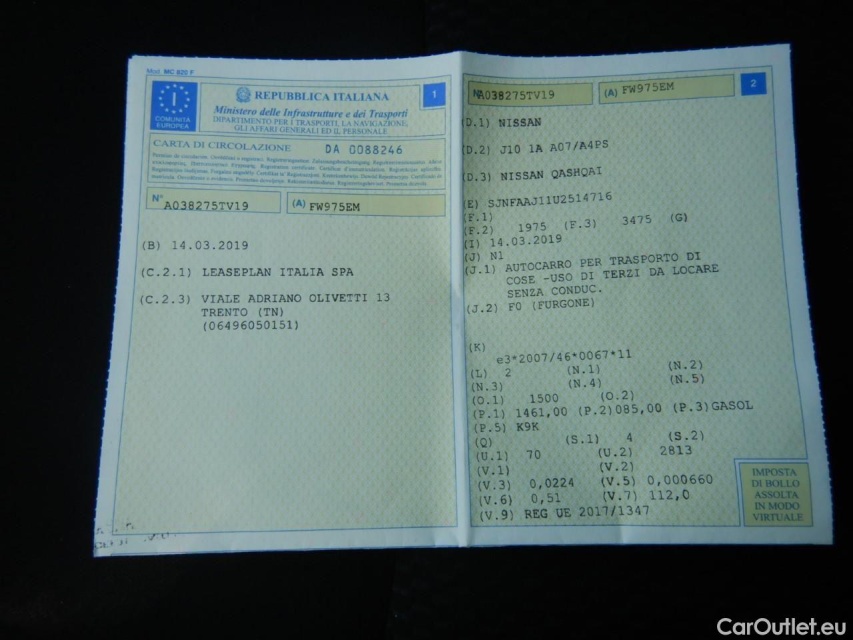 Mod. MC 820 F
I
COMUNITÀ
EUROPEA
REPUBBLICA ITALIANA
Ministero delle Infrastrutture e dei Trasporti
DIPARTIMENTO PER I TRASPORTI, LA NAVIGAZIONE,
GLI AFFARI GENERALI ED IL PERSONALE
1
CARTA DI CIRCOLAZIONE DA 0088246
N° A038275TV19 (A) FW975EM
(B) 14.03.2019
(C.2.1) LEASEPLAN ITALIA SPA
(C.2.3) VIALE ADRIANO OLIVETTI 13
TRENTO (TN)
(06496050151)
N° A038275TV19 (A) FW975EM
2
(D.1) NISSAN
(D.2) J10 1A A07/A4PS
(D.3) NISSAN QASHQAI
(E) SJNFAAJ11U2514716
(F.1)
(F.2) 1975 (F.3) 3475 (G)
(I) 14.03.2019
(J) N1
(J.1) AUTOCARRO PER TRASPORTO DI
COSE -USO DI TERZI DA LOCARE
SENZA CONDUC.
(J.2) F0 (FURGONE)
(K)
e3*2007/46*0067*11
(L) 2 (N.1) (N.2)
(N.3) (N.4) (N.5)
(O.1) 1500 (O.2)
(P.1) 1461,00 (P.2)085,00 (P.3)GASOL
(P.5) K9K
(Q) (S.1) 4 (S.2)
(U.1) 70 (U.2) 2813
(V.1) (V.2)
(V.3) 0,0224 (V.5) 0,000660
(V.6) 0,51 (V.7) 112,0
(V.9) REG UE 2017/1347
IMPOSTA
DI BOLLO
ASSOLTA
IN MODO
VIRTUALE
CarOutlet.eu